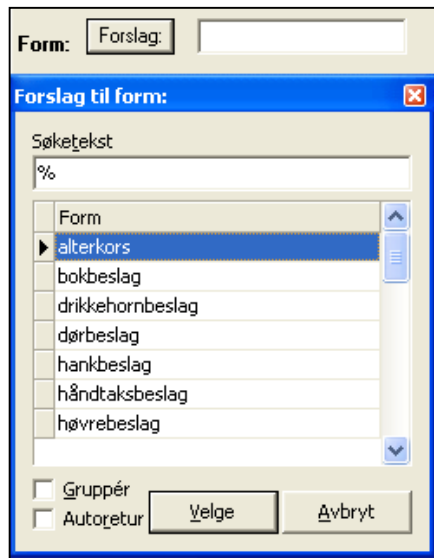 Form: Forslag:
Forslag til form:
Søketekst
%
Form
alterkors
bokbeslag
drikkehornbeslag
dørbeslag
hankbeslag
håndtaksbeslag
høvrebeslag
Gruppér
Autoretur
Velge
Avbryt